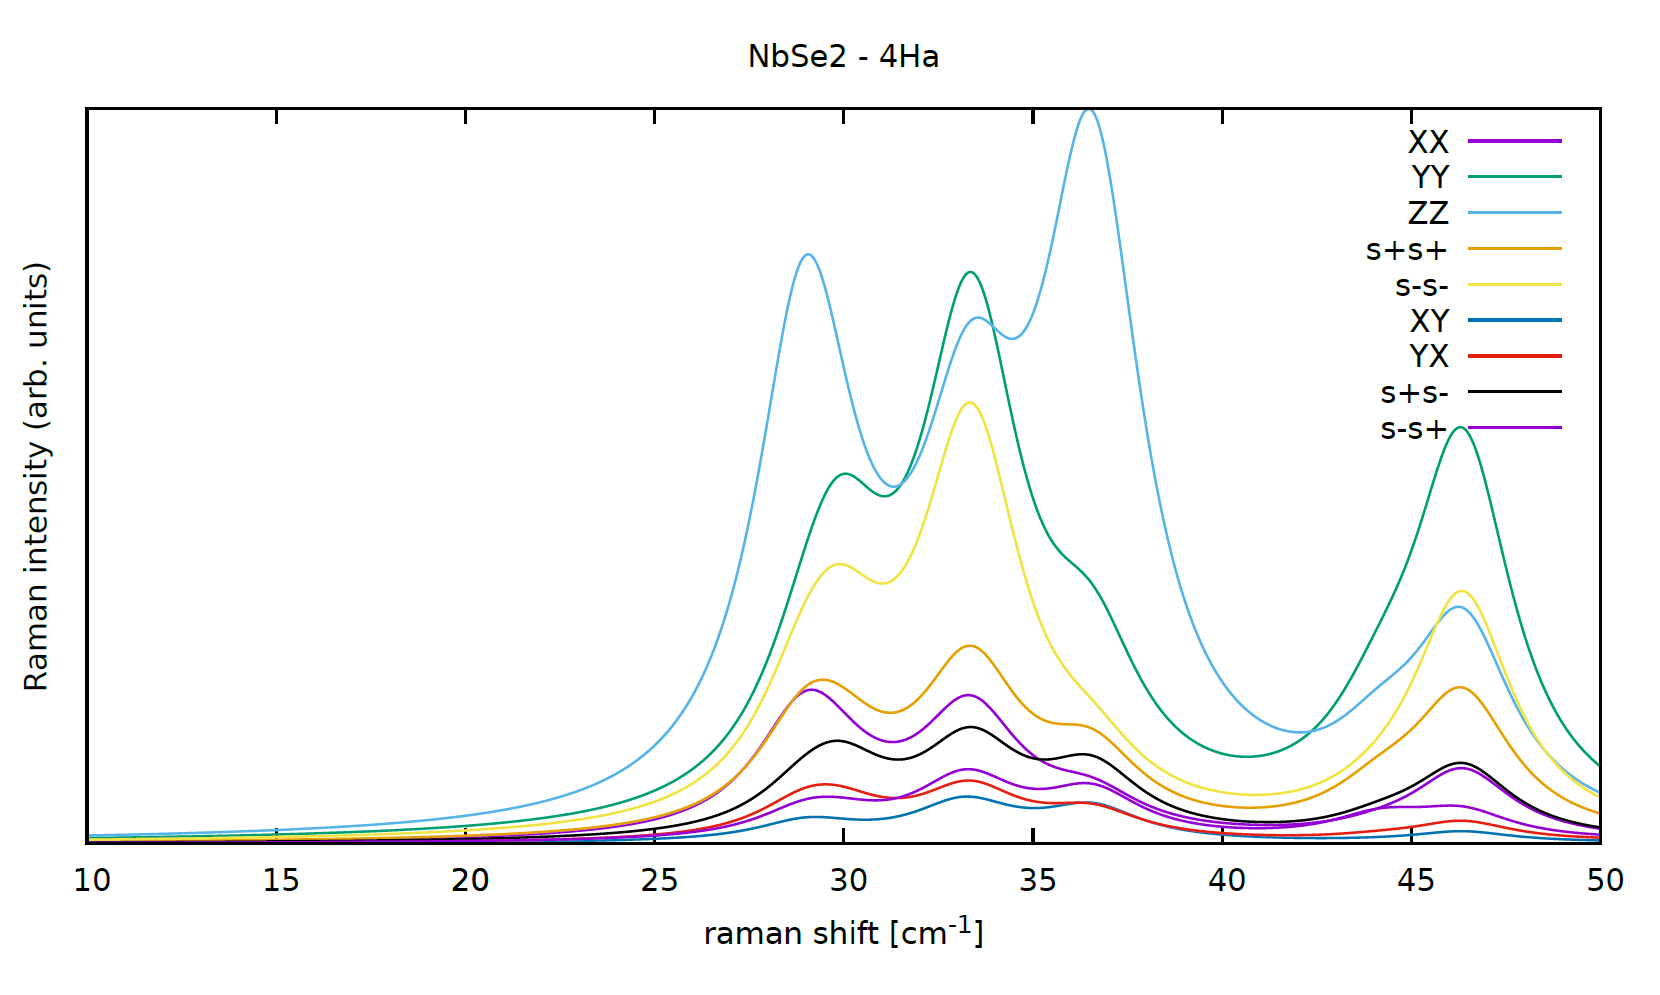 NbSe2 - 4Ha
Raman intensity (arb. units)
XX
YY
ZZ
s+s+
s-s-
XY
YX
s+s-
s-s+
10 15 20 25 30 35 40 45 50
raman shift [cm-1]